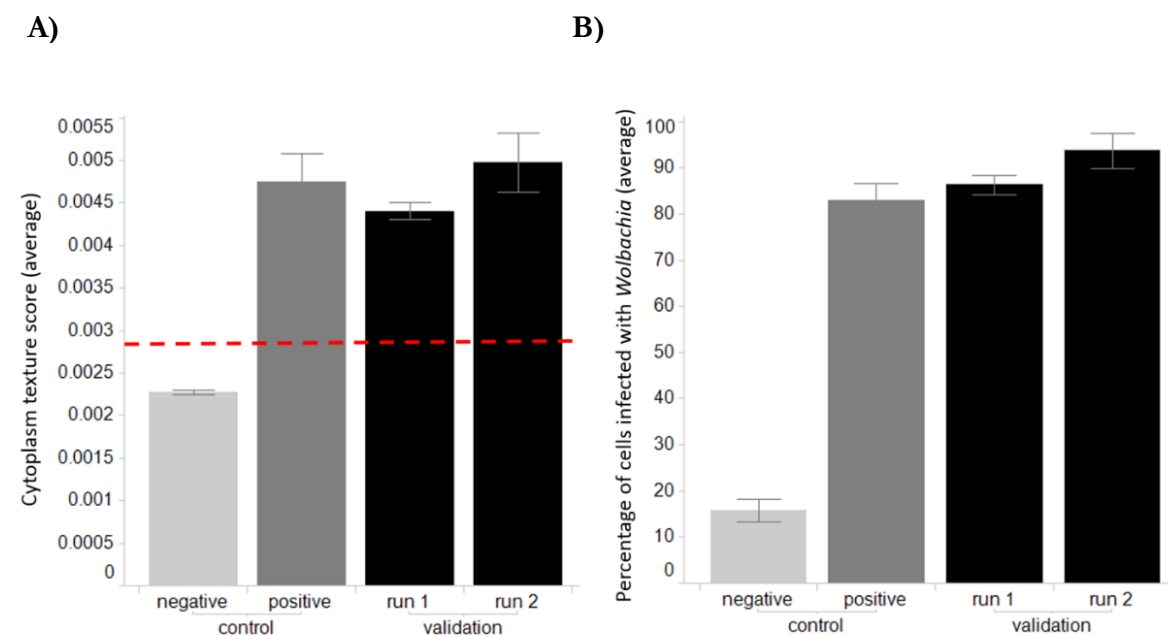 A)
B)
Cytoplasm texture score (average)
0.0055
0.005
0.0045
0.004
0.0035
0.003
0.0025
0.002
0.0015
0.001
0.0005
0
negative
positive
run 1
run 2
control
validation
Percentage of cells infected with Wolbachia (average)
100
90
80
70
60
50
40
30
20
10
0
negative
positive
run 1
run 2
control
validation